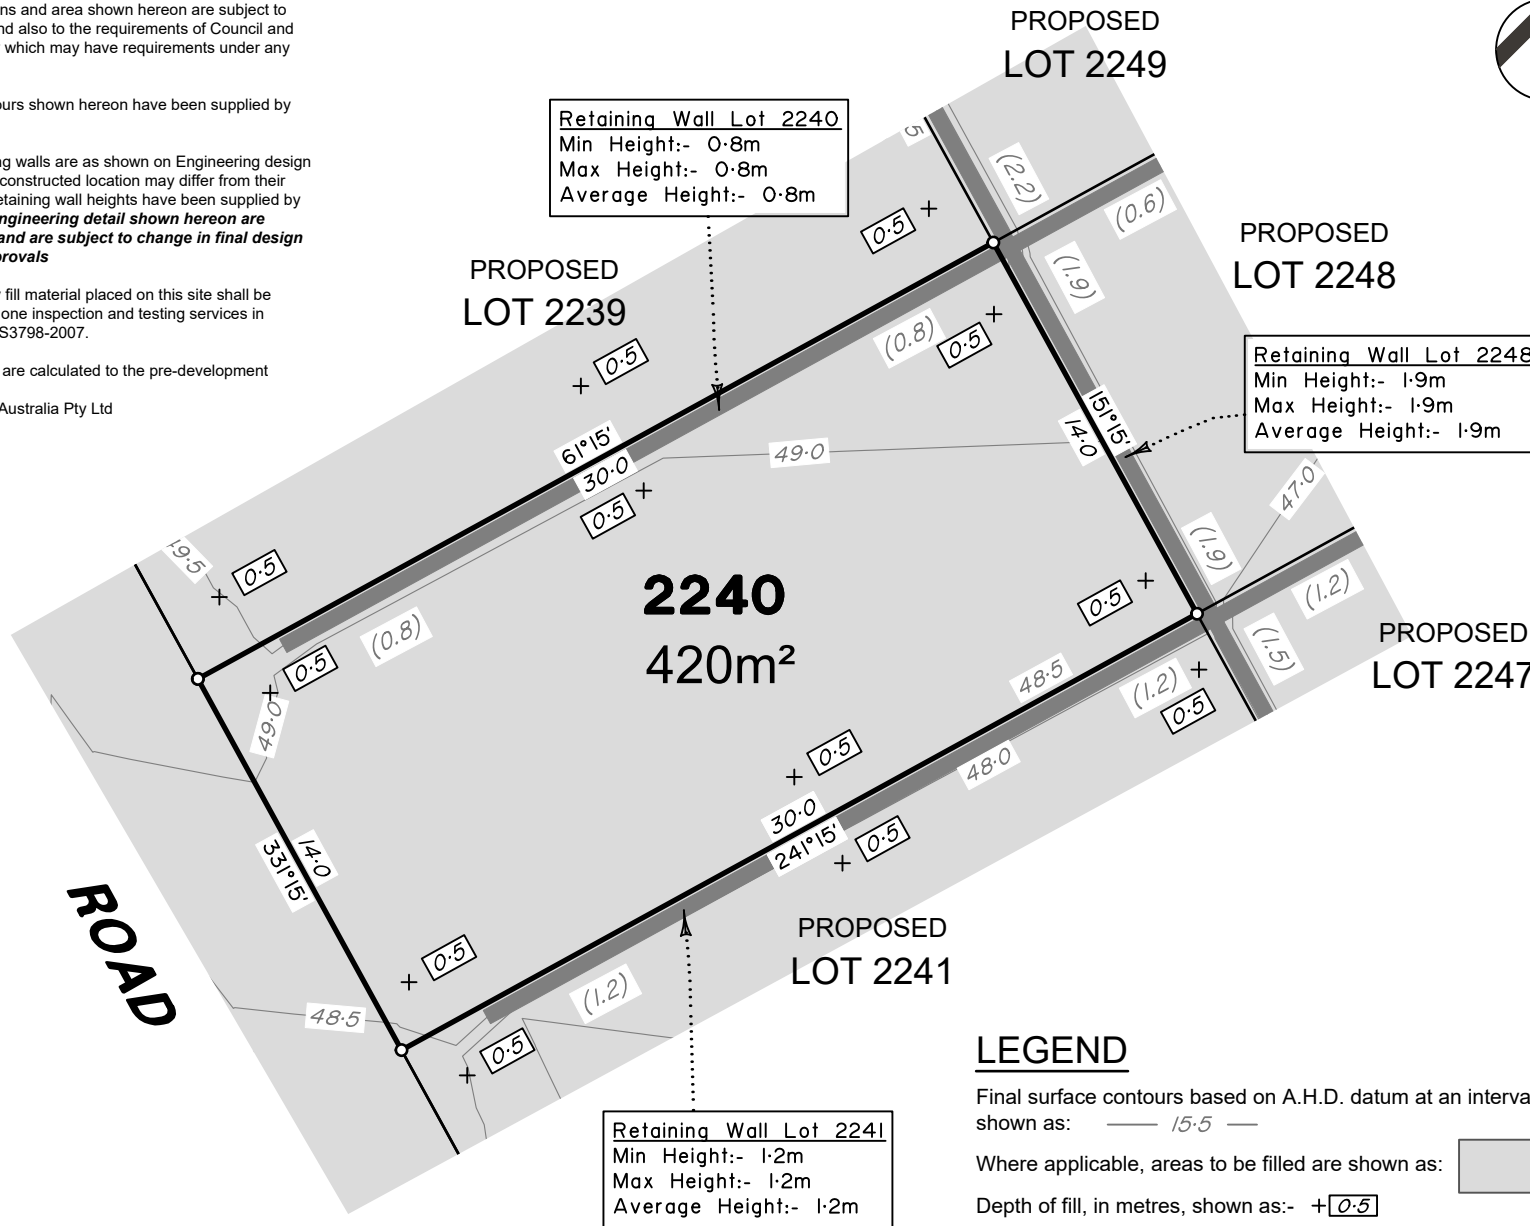 ns and area shown hereon are subject to
nd also to the requirements of Council and
which may have requirements under any
ours shown hereon have been supplied by
ng walls are as shown on Engineering design
constructed location may differ from their
etaining wall heights have been supplied by
ngineering detail shown hereon are
and are subject to change in final design
provals
fill material placed on this site shall be
one inspection and testing services in
S3798-2007.
are calculated to the pre-development
Australia Pty Ltd
PROPOSED
LOT 2249
Retaining Wall Lot 2240
Min Height:- 0·8m
Max Height:- 0·8m
Average Height:- 0·8m
5
(2.2)
(0.6)
0·5
PROPOSED
LOT 2248
(1.9)
PROPOSED
LOT 2239
0·5
(0.8)
0·5
Retaining Wall Lot 2248
Min Height:- 1·9m
Max Height:- 1·9m
Average Height:- 1·9m
151°15'
14·0
61°15'
30·0
49·0
47·0
0·5
49·5
0·5
(1.9)
2240
420m²
0·5
(1.2)
(0.8)
0·5
49·0
PROPOSED
LOT 2247
(1.5)
48·5
(1.2)
0·5
0·5
48·0
30·0
241°15'
0·5
14·0
331°15'
ROAD
PROPOSED
LOT 2241
0·5
(1.2)
48·5
0·5
Retaining Wall Lot 2241
Min Height:- 1·2m
Max Height:- 1·2m
Average Height:- 1·2m
LEGEND
Final surface contours based on A.H.D. datum at an interva
shown as: 15·5
Where applicable, areas to be filled are shown as:
Depth of fill, in metres, shown as:- +0·5